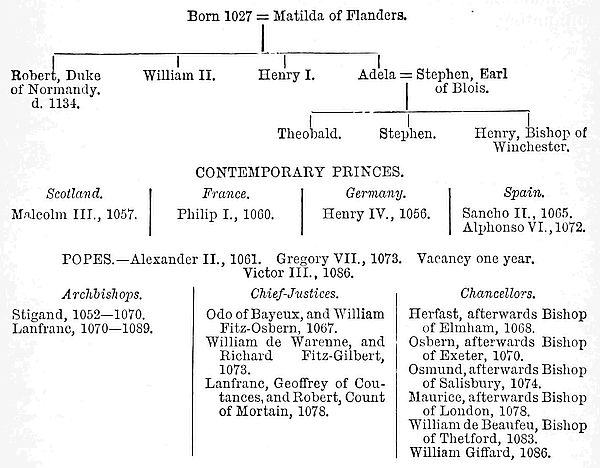 Born 1027 = Matilda of Flanders.
Robert, Duke
of Normandy.
d. 1134.
William II.
Henry I.
Adela = Stephen, Earl
of Blois.
Theobald.
Stephen.
Henry, Bishop of
Winchester.
CONTEMPORARY PRINCES.
Scotland.
Malcolm III., 1057.
France.
Philip I., 1060.
Germany.
Henry IV., 1056.
Spain.
Sancho II., 1065.
Alphonso VI., 1072.
POPES.—Alexander II., 1061. Gregory VII., 1073. Vacancy one year.
Victor III., 1086.
Archbishops.
Stigand, 1052—1070.
Lanfranc, 1070—1089.
Chief-Justices.
Odo of Bayeux, and William
Fitz-Osbern, 1067.
William de Warenne, and
Richard Fitz-Gilbert,
1073.
Lanfranc, Geoffrey of Cou-
tances, and Robert, Count
of Mortain, 1078.
Chancellors.
Herfast, afterwards Bishop
of Elmham, 1068.
Osbern, afterwards Bishop
of Exeter, 1070.
Osmund, afterwards Bishop
of Salisbury, 1074.
Maurice, afterwards Bishop
of London, 1078.
William de Beaufeu, Bishop
of Thetford, 1083.
William Giffard, 1086.